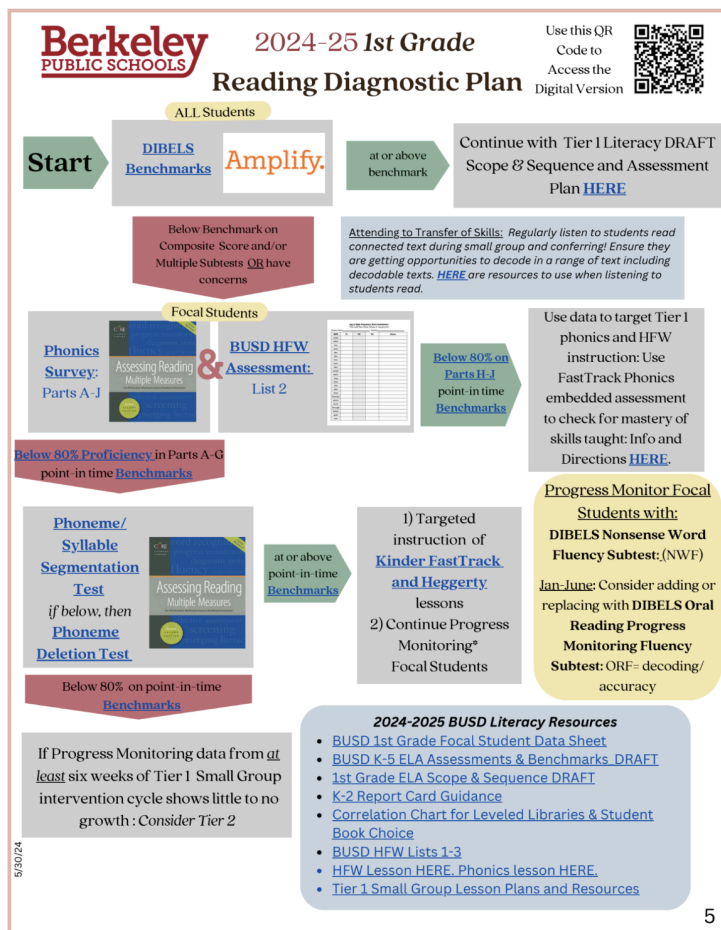 Berkeley
PUBLIC SCHOOLS
2024-25 1st Grade
Reading Diagnostic Plan
Use this QR
Code to
Access the
Digital Version
ALL Students
Start
DIBELS
Benchmarks
Amplify.
at or above
benchmark
Continue with Tier 1 Literacy DRAFT
Scope & Sequence and Assessment
Plan HERE
Below Benchmark on
Composite Score and/or
Multiple Subtests OR have
concerns
Attending to Transfer of Skills: Regularly listen to students read
connected text during small group and conferring! Ensure they
are getting opportunities to decode in a range of text including
decodable texts. HERE are resources to use when listening to
students read.
Focal Students
Phonics
Survey:
Parts A-J
CORE
Assessing Reading
Multiple Measures
&
BUSD HFW
Assessment:
List 2
Below 80% on
Parts H-J
point-in time
Benchmarks
Use data to target Tier 1
phonics and HFW
instruction: Use
FastTrack Phonics
embedded assessment
to check for mastery of
skills taught: Info and
Directions HERE.
Below 80% Proficiency in Parts A-G
point-in time Benchmarks
Phoneme/
Syllable
Segmentation
Test
if below, then
Phoneme
Deletion Test
CORE
Assessing Reading
Multiple Measures
at or above
point-in-time
Benchmarks
1) Targeted
instruction of
Kinder FastTrack
and Heggerty
lessons
2) Continue Progress
Monitoring*
Focal Students
Progress Monitor Focal
Students with:
DIBELS Nonsense Word
Fluency Subtest: (NWF)
Jan-June: Consider adding or
replacing with DIBELS Oral
Reading Progress
Monitoring Fluency
Subtest: ORF= decoding/
accuracy
Below 80% on point-in-time
Benchmarks
If Progress Monitoring data from at
least six weeks of Tier 1 Small Group
intervention cycle shows little to no
growth : Consider Tier 2
2024-2025 BUSD Literacy Resources
• BUSD 1st Grade Focal Student Data Sheet
• BUSD K-5 ELA Assessments & Benchmarks_DRAFT
• 1st Grade ELA Scope & Sequence DRAFT
• K-2 Report Card Guidance
• Correlation Chart for Leveled Libraries & Student
Book Choice
• BUSD HFW Lists 1-3
• HFW Lesson HERE. Phonics lesson HERE.
• Tier 1 Small Group Lesson Plans and Resources
5/30/24
5